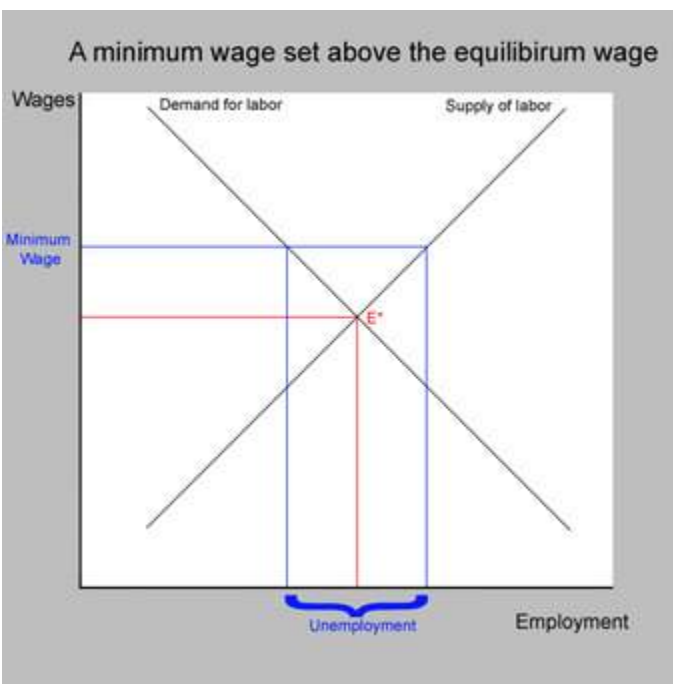 A minimum wage set above the equilibirum wage
Wages
Demand for labor
Supply of labor
Minimum
Wage
E*
Unemployment
Employment